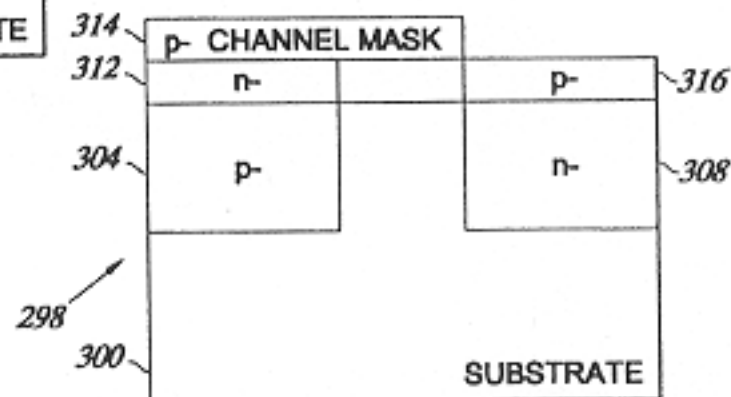 TE
314 p- CHANNEL MASK
312 n- p- 316
304 p- n- 308
298
300 SUBSTRATE